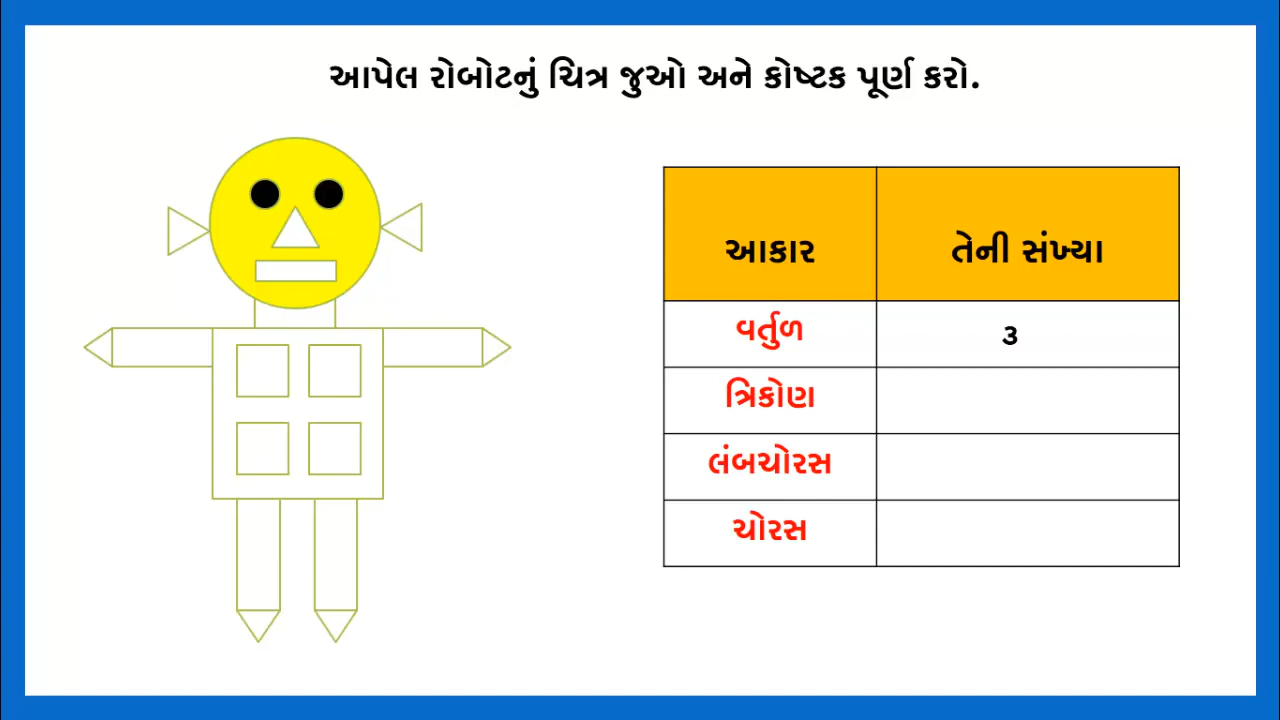 આપેલ રોબોટનું ચિત્ર જુઓ અને કોષ્ટક પૂર્ણ કરો.
આકાર તેની સંખ્યા
વર્તુળ ૩
ત્રિકોણ
લંબચોરસ
ચોરસ